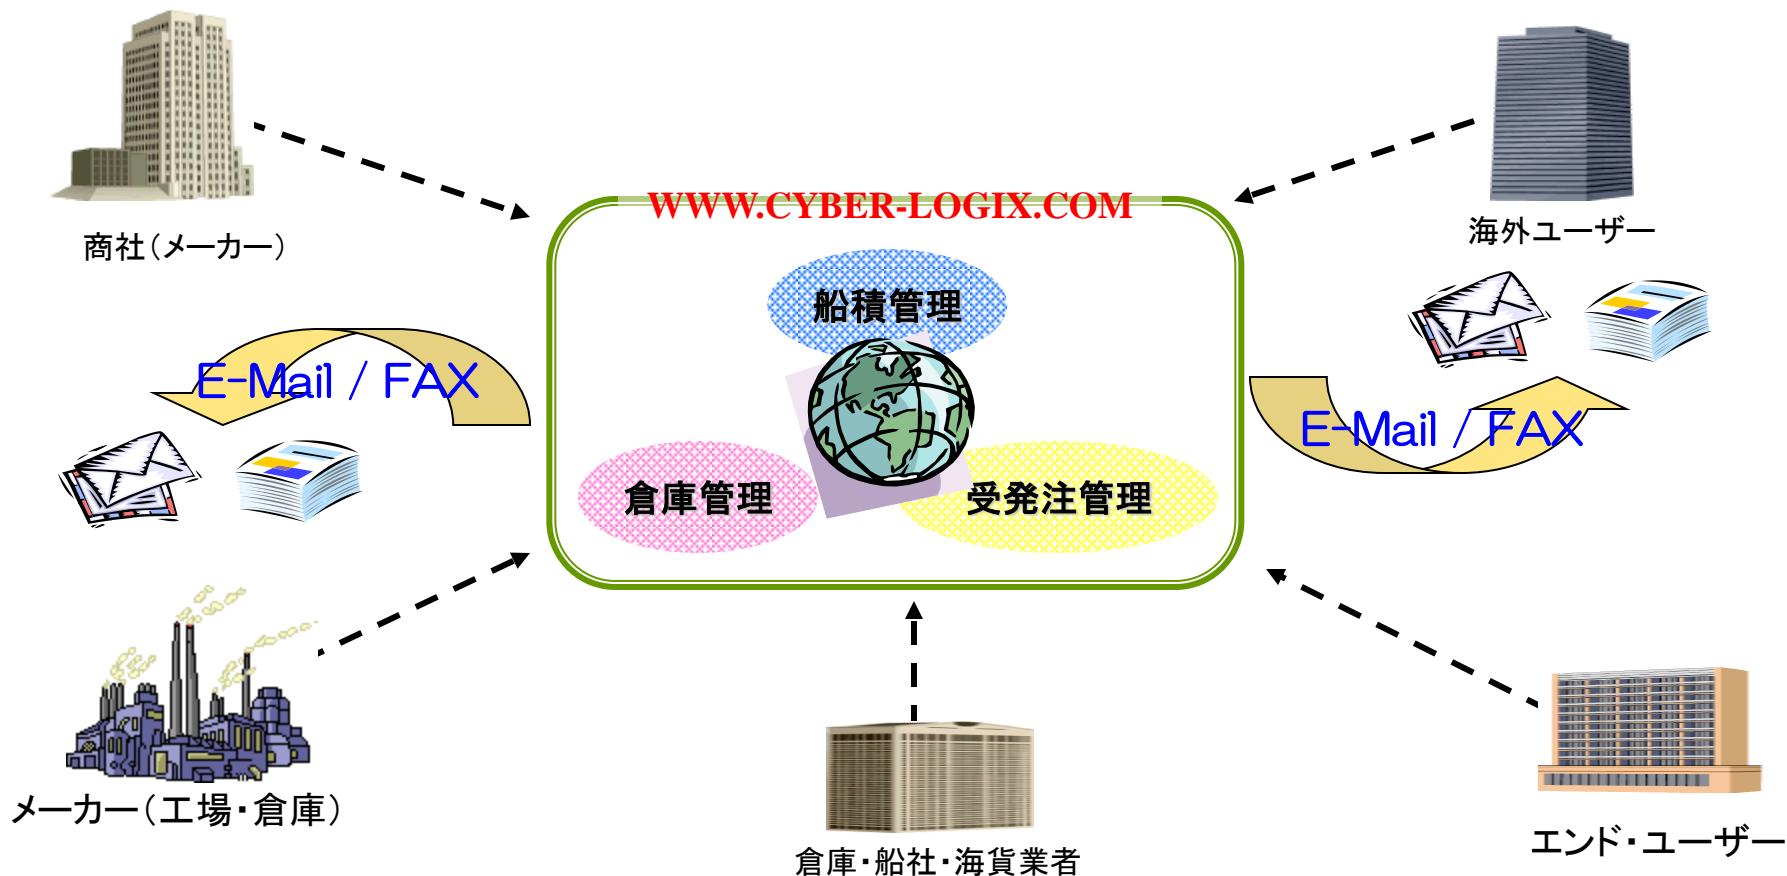 WWW.CYBER-LOGIX.COM
商社(メーカー)
海外ユーザー
船積管理
E-Mail / FAX
E-Mail / FAX
倉庫管理
受発注管理
メーカー(工場・倉庫)
倉庫・船社・海貨業者
エンド・ユーザー